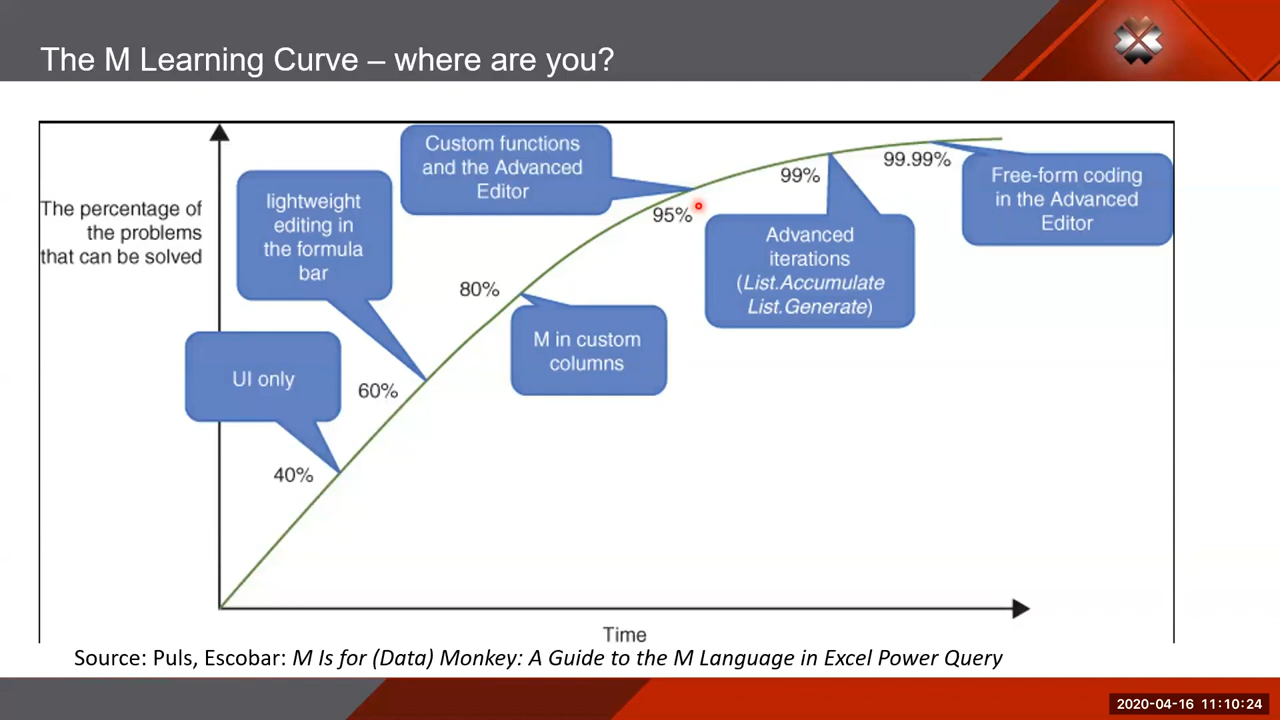 The M Learning Curve – where are you?
The percentage of
the problems
that can be solved
UI only
40%
lightweight
editing in
the formula
bar
60%
M in custom
columns
80%
Custom functions
and the Advanced
Editor
95%
Advanced
iterations
(List.Accumulate
List.Generate)
99%
Free-form coding
in the Advanced
Editor
99.99%
Time
Source: Puls, Escobar: M Is for (Data) Monkey: A Guide to the M Language in Excel Power Query
2020-04-16 11:10:24